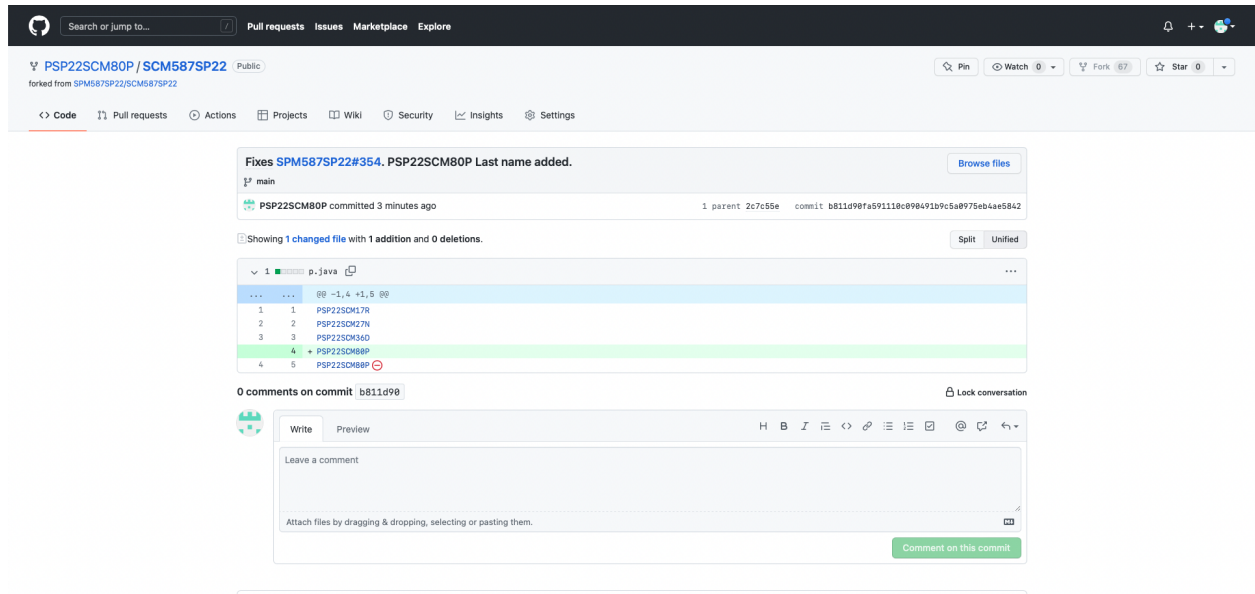 Search or jump to... / Pull requests Issues Marketplace Explore
PSP22SCM80P / SCM587SP22 Public
Pin Watch 0 Fork 67 Star 0
forked from SPM587SP22/SCM587SP22
<> Code Pull requests Actions Projects Wiki Security Insights Settings
Fixes SPM587SP22#354. PSP22SCM80P Last name added.
Browse files
main
PSP22SCM80P committed 3 minutes ago 1 parent 2c7c55e commit b811d90fa591110c090491b9c5a0975eb4ae5842
Showing 1 changed file with 1 addition and 0 deletions.
Split Unified
1 p.java
... ... @@ -1,4 +1,5 @@
1 1 PSP22SCM17R
2 2 PSP22SCM27N
3 3 PSP22SCM36D
4 + PSP22SCM80P
4 5 PSP22SCM80P
0 comments on commit b811d90
Lock conversation
Write Preview
Leave a comment
Attach files by dragging & dropping, selecting or pasting them.
Comment on this commit